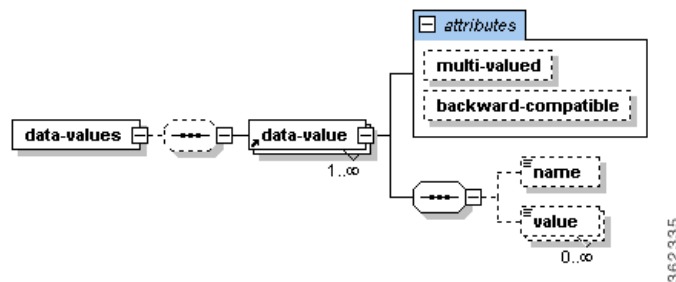 attributes
multi-valued
backward-compatible
data-values
data-value
1..∞
name
value
0..∞
362335